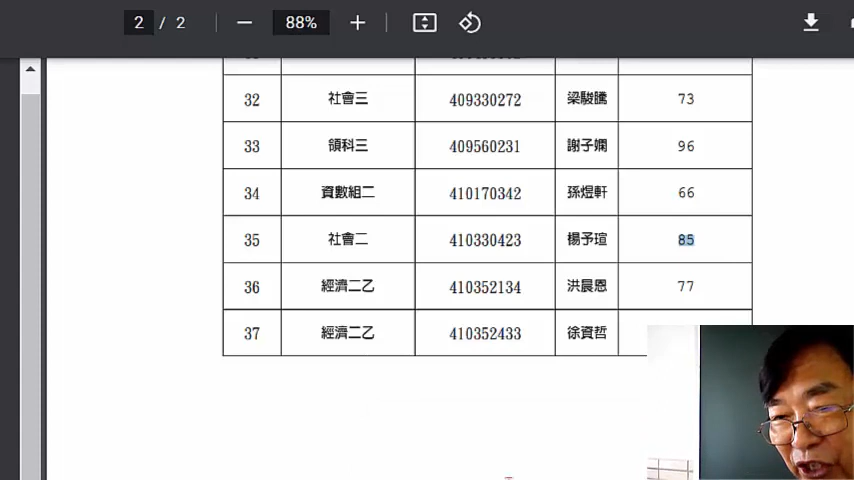 2 / 2 88%
32 社會三 409330272 梁駿騰 73
33 領科三 409560231 謝子嫻 96
34 資數組二 410170342 孫煜軒 66
35 社會二 410330423 楊予瑄 85
36 經濟二乙 410352134 洪晨恩 77
37 經濟二乙 410352433 徐資哲